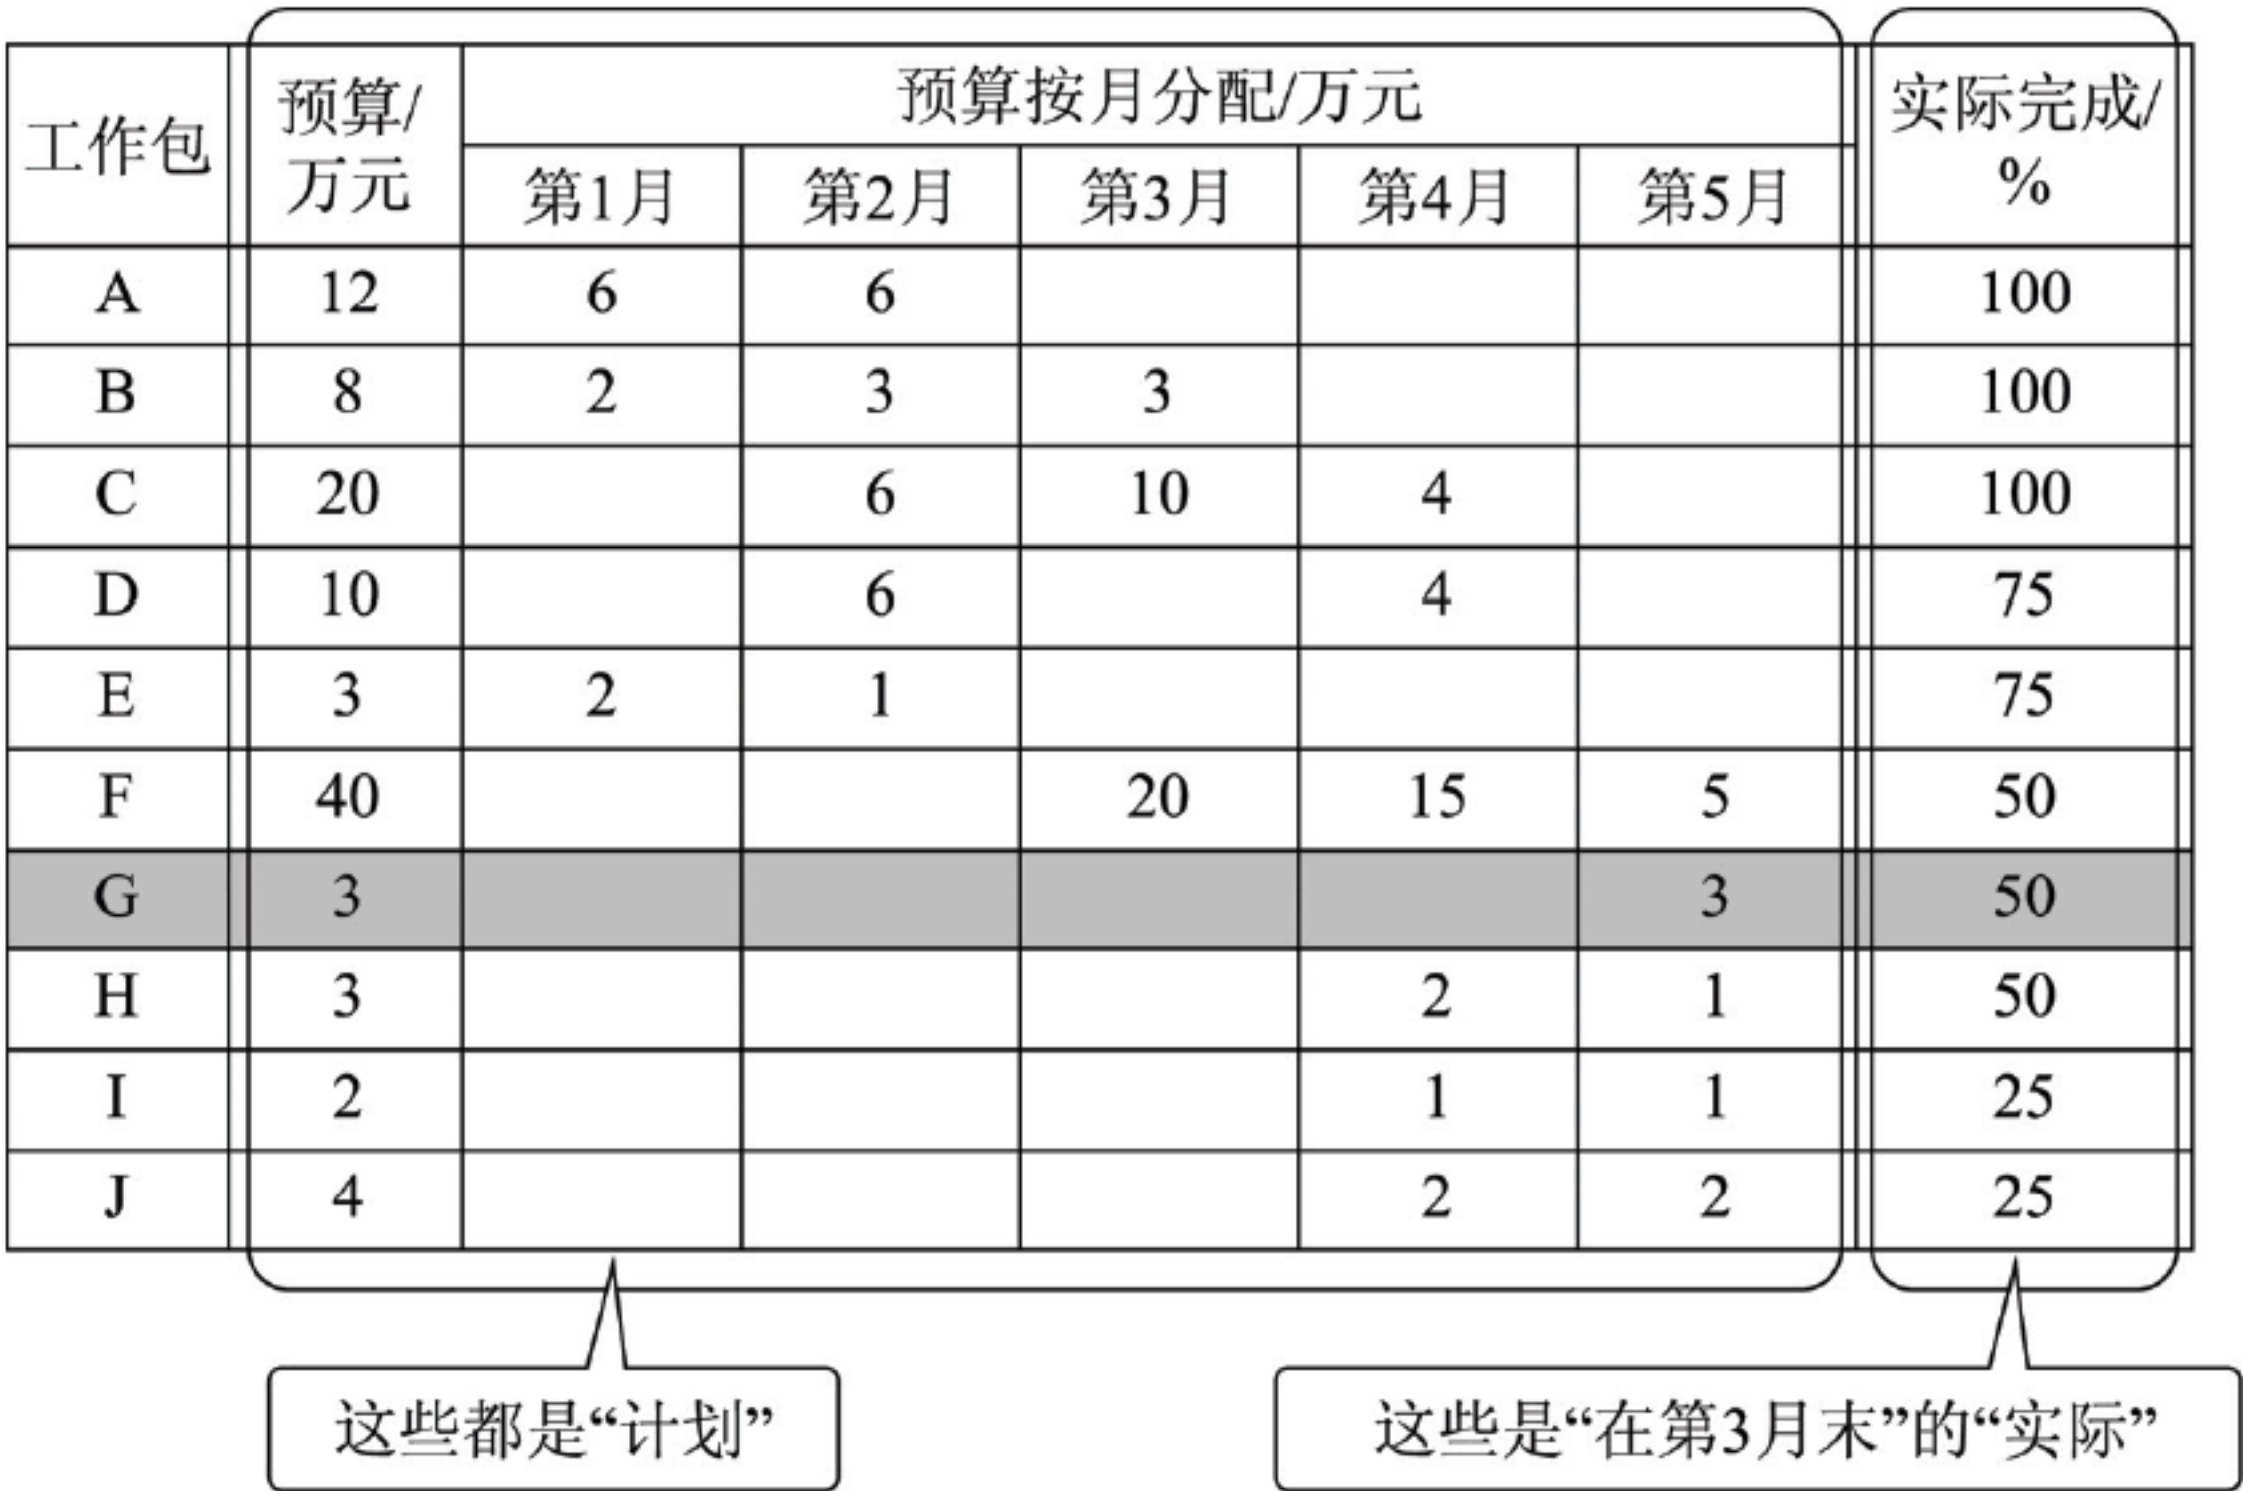 工作包 预算/万元 预算按月分配/万元 实际完成/%
第1月 第2月 第3月 第4月 第5月
A 12 6 6 100
B 8 2 3 3 100
C 20 6 10 4 100
D 10 6 4 75
E 3 2 1 75
F 40 20 15 5 50
G 3 3 50
H 3 2 1 50
I 2 1 1 25
J 4 2 2 25
这些都是“计划”
这些是“在第3月末”的“实际”